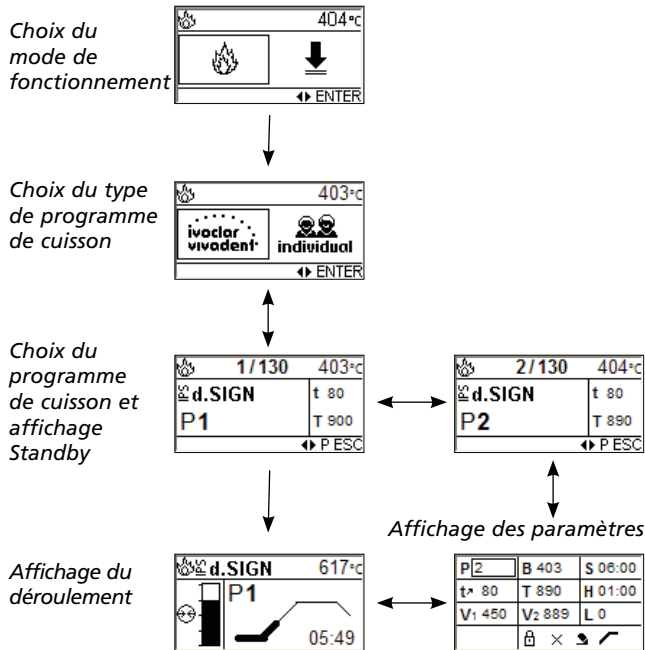 Choix du
mode de
fonctionnement
404°C
ENTER
Choix du type
de programme
de cuisson
403°C
ivoclar
vivadent
individual
ENTER
Choix du
programme
de cuisson et
affichage
Standby
1/130 403°C
IPS d.SIGN t 80
P1 T 900
P ESC
2/130 404°C
IPS d.SIGN t 80
P2 T 890
P ESC
Affichage des paramètres
Affichage du
déroulement
IPS d.SIGN 617°C
P1
05:49
P 2 B 403 S 06:00
t 80 T 890 H 01:00
V1 450 V2 889 L 0